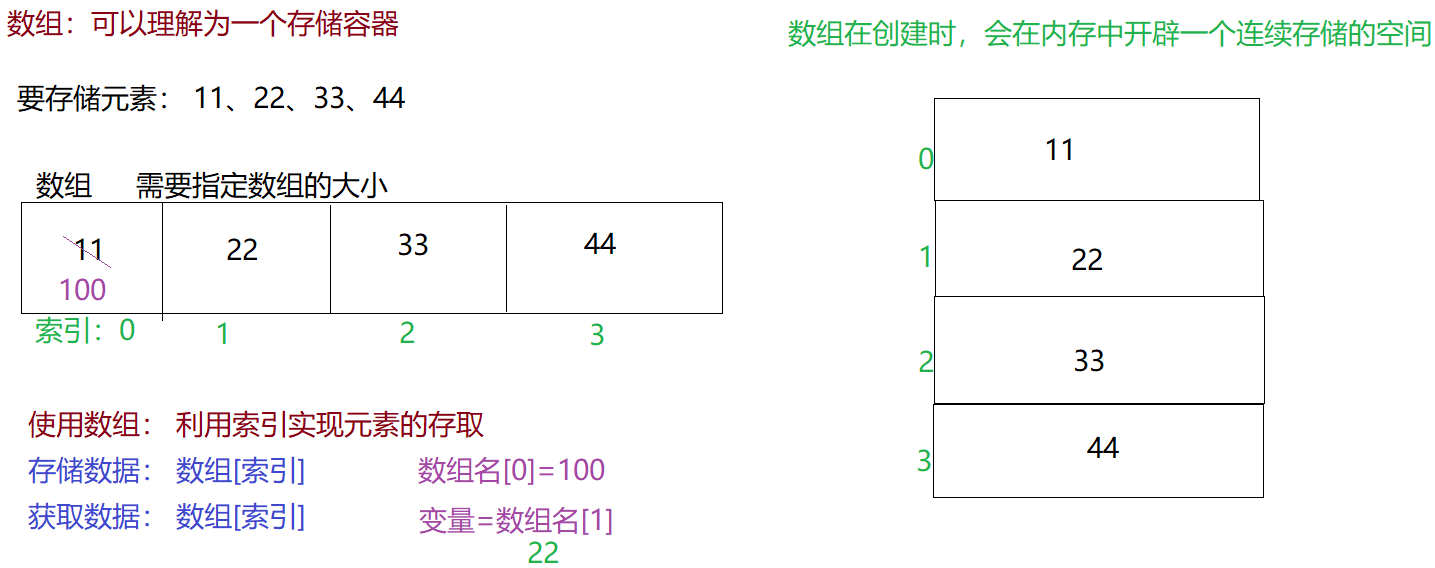 数组：可以理解为一个存储容器
要存储元素： 11、22、33、44
数组 需要指定数组的大小
11 22 33 44
100
索引：0 1 2 3
使用数组： 利用索引实现元素的存取
存储数据： 数组[索引] 数组名[0]=100
获取数据： 数组[索引] 变量=数组名[1]
22
数组在创建时，会在内存中开辟一个连续存储的空间
0 11
1 22
2 33
3 44